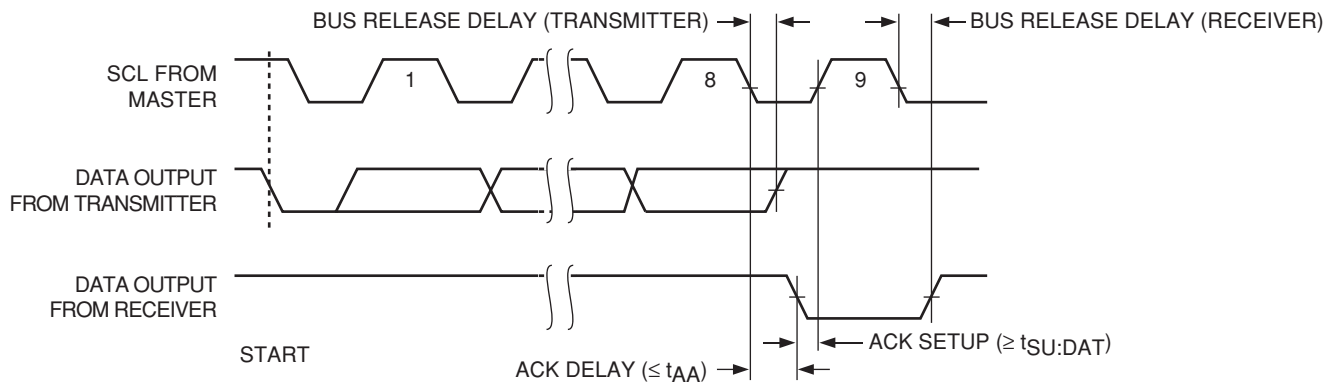 BUS RELEASE DELAY (TRANSMITTER)
BUS RELEASE DELAY (RECEIVER)
SCL FROM
MASTER
1
8
9
DATA OUTPUT
FROM TRANSMITTER
DATA OUTPUT
FROM RECEIVER
START
ACK SETUP (≥ tSU:DAT)
ACK DELAY (≤ tAA)